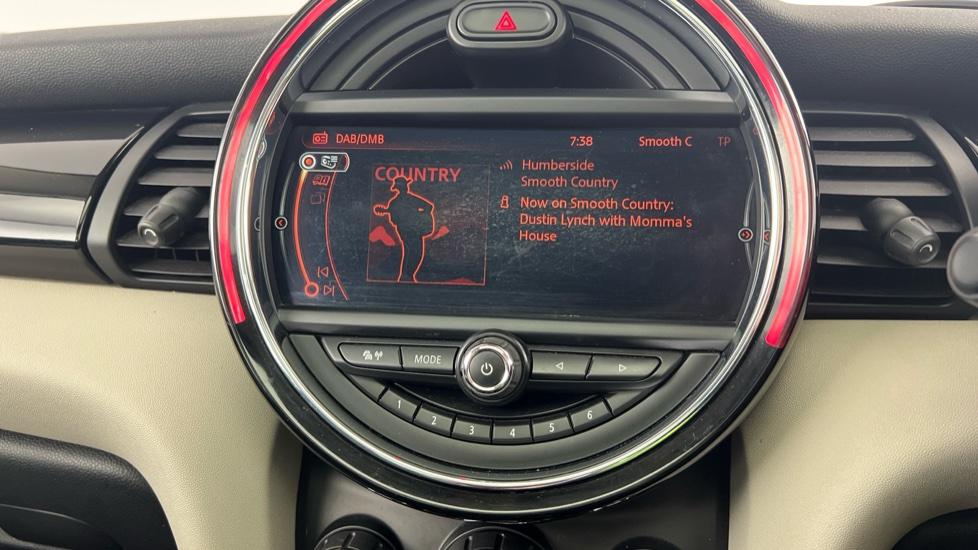 DAB/DMB
7:38
Smooth C
TP
COUNTRY
Humberside
Smooth Country
Now on Smooth Country:
Dustin Lynch with Momma's
House
MODE
1
2
3
4
5
6